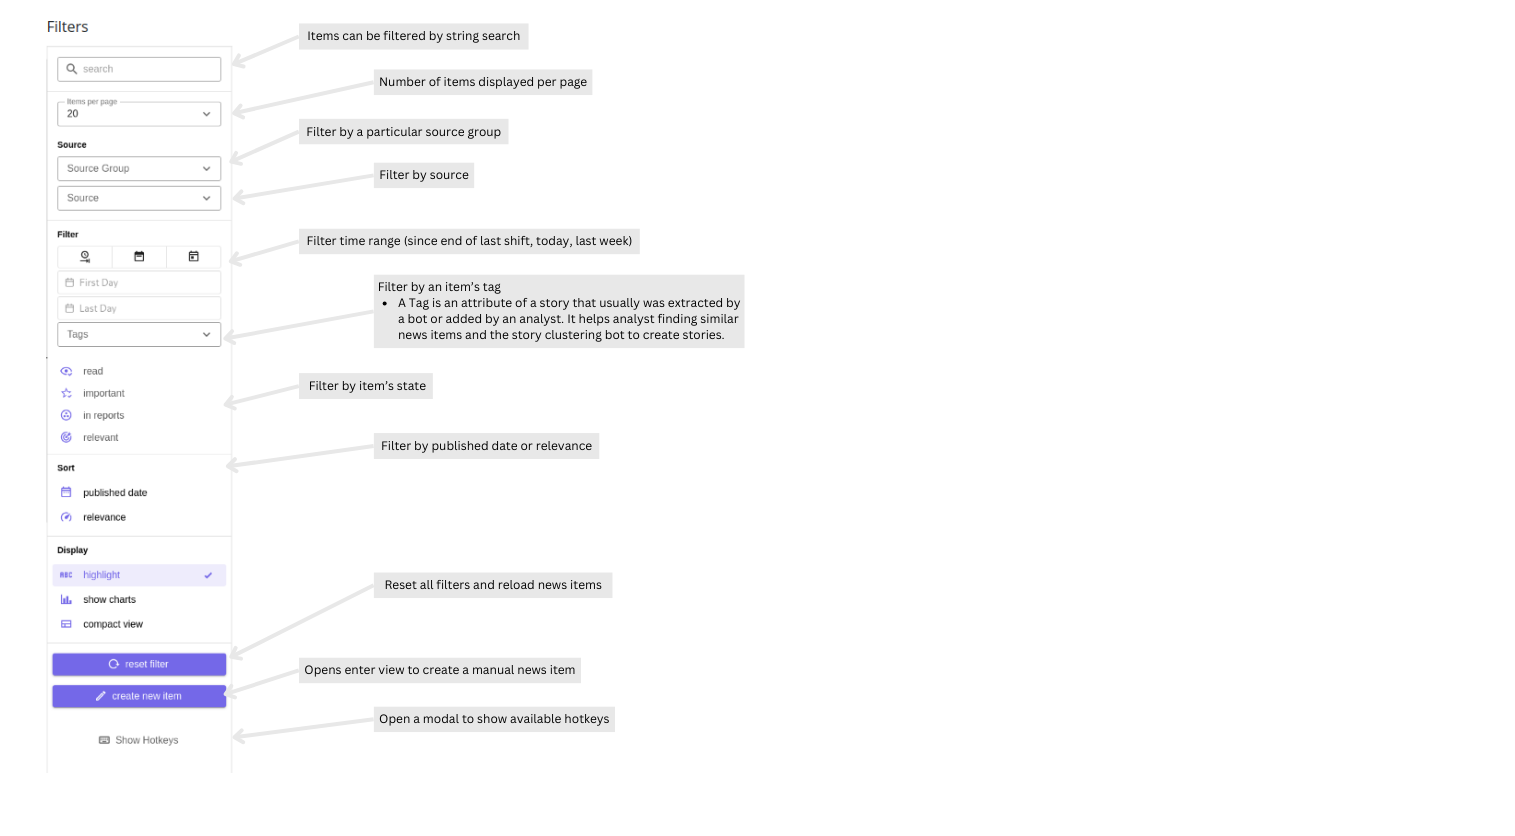 Filters
Items can be filtered by string search
search
Number of items displayed per page
Items per page
20
Filter by a particular source group
Source
Source Group
Filter by source
Source
Filter
Filter time range (since end of last shift, today, last week)
First Day
Last Day
Filter by an item's tag
• A Tag is an attribute of a story that usually was extracted by
a bot or added by an analyst. It helps analyst finding similar
news items and the story clustering bot to create stories.
Tags
read
important
in reports
relevant
Filter by item's state
Filter by published date or relevance
Sort
published date
relevance
Display
ABC highlight
show charts
compact view
Reset all filters and reload news items
reset filter
Opens enter view to create a manual news item
create new item
Open a modal to show available hotkeys
Show Hotkeys